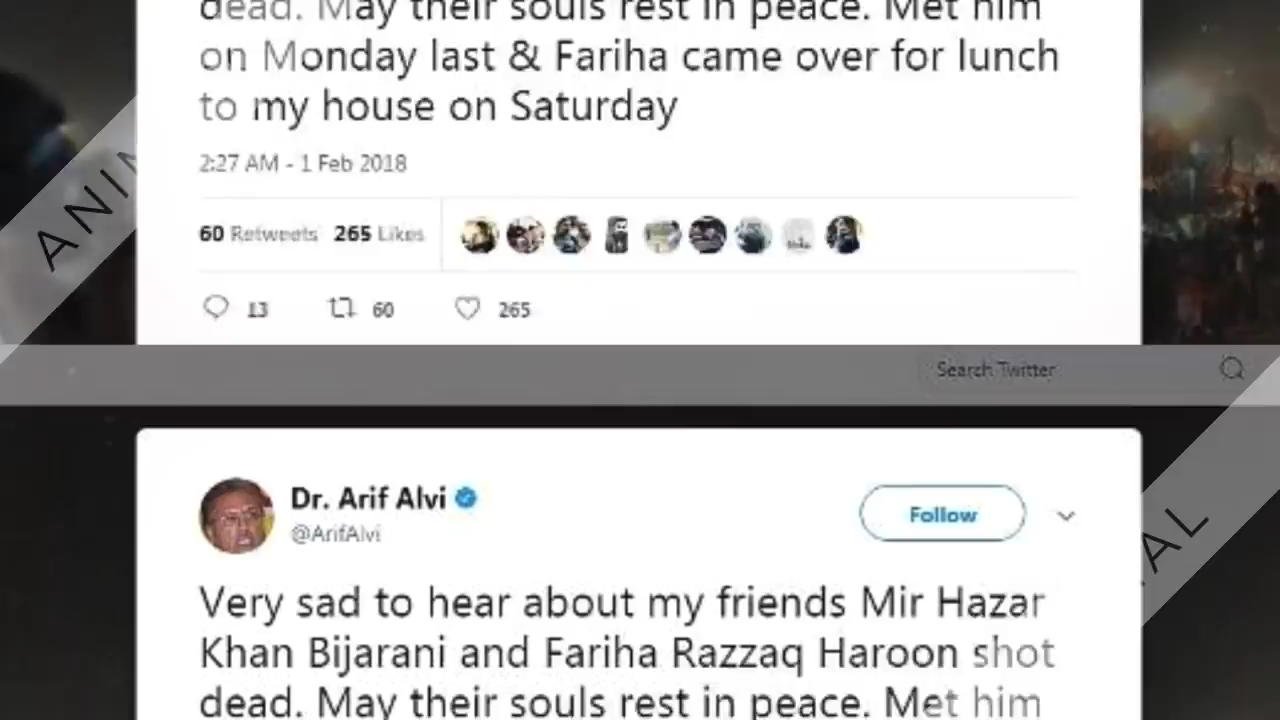 dead. May their souls rest in peace. Met him
on Monday last & Fariha came over for lunch
to my house on Saturday
2:27 AM - 1 Feb 2018
60 Retweets 265 Likes
13 60 265
ANIM
Search Twitter
Dr. Arif Alvi
@ArifAlvi
Follow
AL
Very sad to hear about my friends Mir Hazar
Khan Bijarani and Fariha Razzaq Haroon shot
dead. May their souls rest in peace. Met him